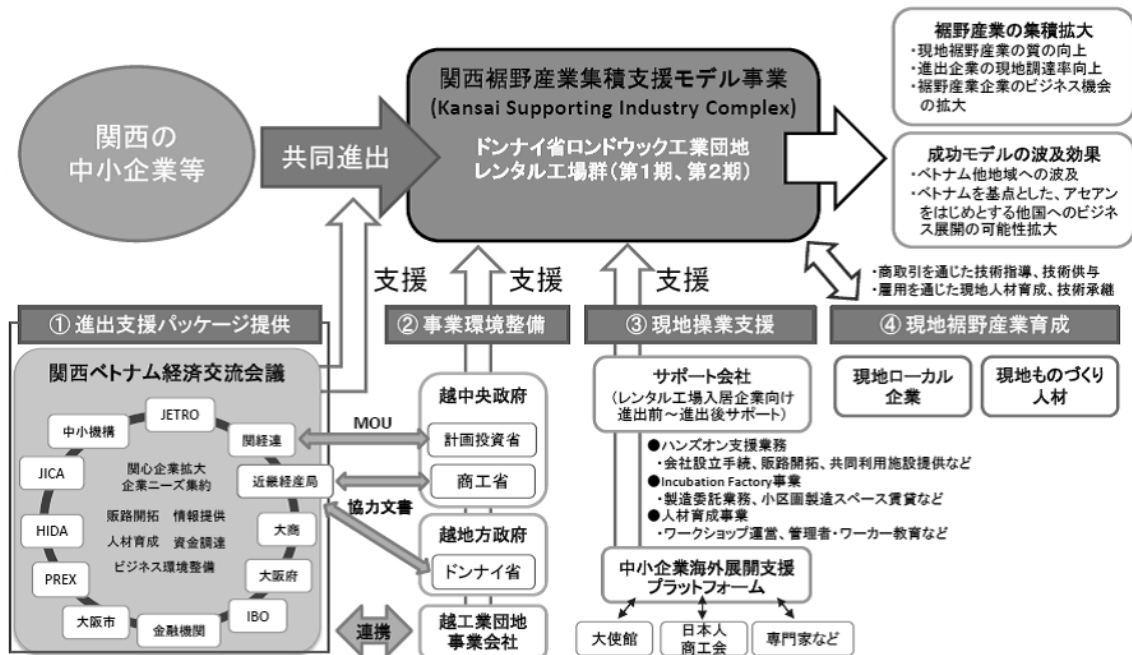 関西の
中小企業等
共同進出
関西裾野産業集積支援モデル事業
(Kansai Supporting Industry Complex)
ドンナイ省ロンドウック工業団地
レンタル工場群(第1期、第2期)
裾野産業の集積拡大
・現地裾野産業の質の向上
・進出企業の現地調達率向上
・裾野産業企業のビジネス機会
の拡大
成功モデルの波及効果
・ベトナム他地域への波及
・ベトナムを基点とした、アセアン
をはじめとする他国へのビジネ
ス展開の可能性拡大
・商取引を通じた技術指導、技術供与
・雇用を通じた現地人材育成、技術承継
支援
支援
支援
① 進出支援パッケージ提供
関西ベトナム経済交流会議
JETRO
中小機構
関経連
JICA
近畿経産局
HIDA
大商
PREX
大阪府
大阪市
IBO
金融機関
関心企業拡大
企業ニーズ集約
販路開拓 情報提供
人材育成 資金調達
ビジネス環境整備
MOU
協力文書
連携
② 事業環境整備
越中央政府
計画投資省
商工省
越地方政府
ドンナイ省
越工業団地
事業会社
③ 現地操業支援
サポート会社
(レンタル工場入居企業向け
進出前~進出後サポート)
●ハンズオン支援業務
・会社設立手続、販路開拓、共同利用施設提供など
●Incubation Factory事業
・製造委託業務、小区画製造スペース賃貸など
●人材育成事業
・ワークショップ運営、管理者・ワーカー教育など
中小企業海外展開支援
プラットフォーム
大使館
日本人
商工会
専門家など
④ 現地裾野産業育成
現地ローカル
企業
現地ものづくり
人材